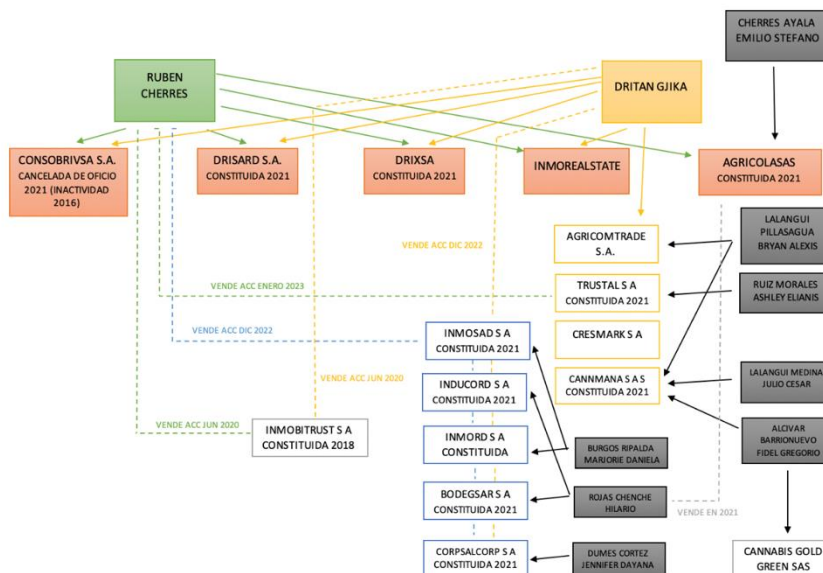 CHERRES AYALA
EMILIO STEFANO
RUBEN
CHERRES
DRITAN GJIKA
CONSOBRIVSA S.A.
CANCELADA DE OFICIO
2021 (INACTIVIDAD
2016)
DRISARD S.A.
CONSTITUIDA 2021
DRIXSA
CONSTITUIDA 2021
INMOREALSTATE
AGRICOLASAS
CONSTITUIDA 2021
VENDE ACC DIC 2022
AGRICOMTRADE
S.A.
LALANGUI
PILLASAGUA
BRYAN ALEXIS
VENDE ACC ENERO 2023
TRUSTAL S A
CONSTITUIDA 2021
RUIZ MORALES
ASHLEY ELIANIS
VENDE ACC DIC 2022
INMOSAD S A
CONSTITUIDA 2021
CRESMARK S A
VENDE ACC JUN 2020
INDUCORD S A
CONSTITUIDA 2021
CANNMANA S A S
CONSTITUIDA 2021
LALANGUI MEDINA
JULIO CESAR
VENDE ACC JUN 2020
INMOBITRUST S A
CONSTITUIDA 2018
INMORD S A
CONSTITUIDA
BURGOS RIPALDA
MARJORIE DANIELA
ALCIVAR
BARRIONUEVO
FIDEL GREGORIO
BODEGSAR S A
CONSTITUIDA 2021
ROJAS CHENCHE
HILARIO
VENDE EN 2021
CORPSALCORP S A
CONSTITUIDA 2021
DUMES CORTEZ
JENNIFER DAYANA
CANNABIS GOLD
GREEN SAS